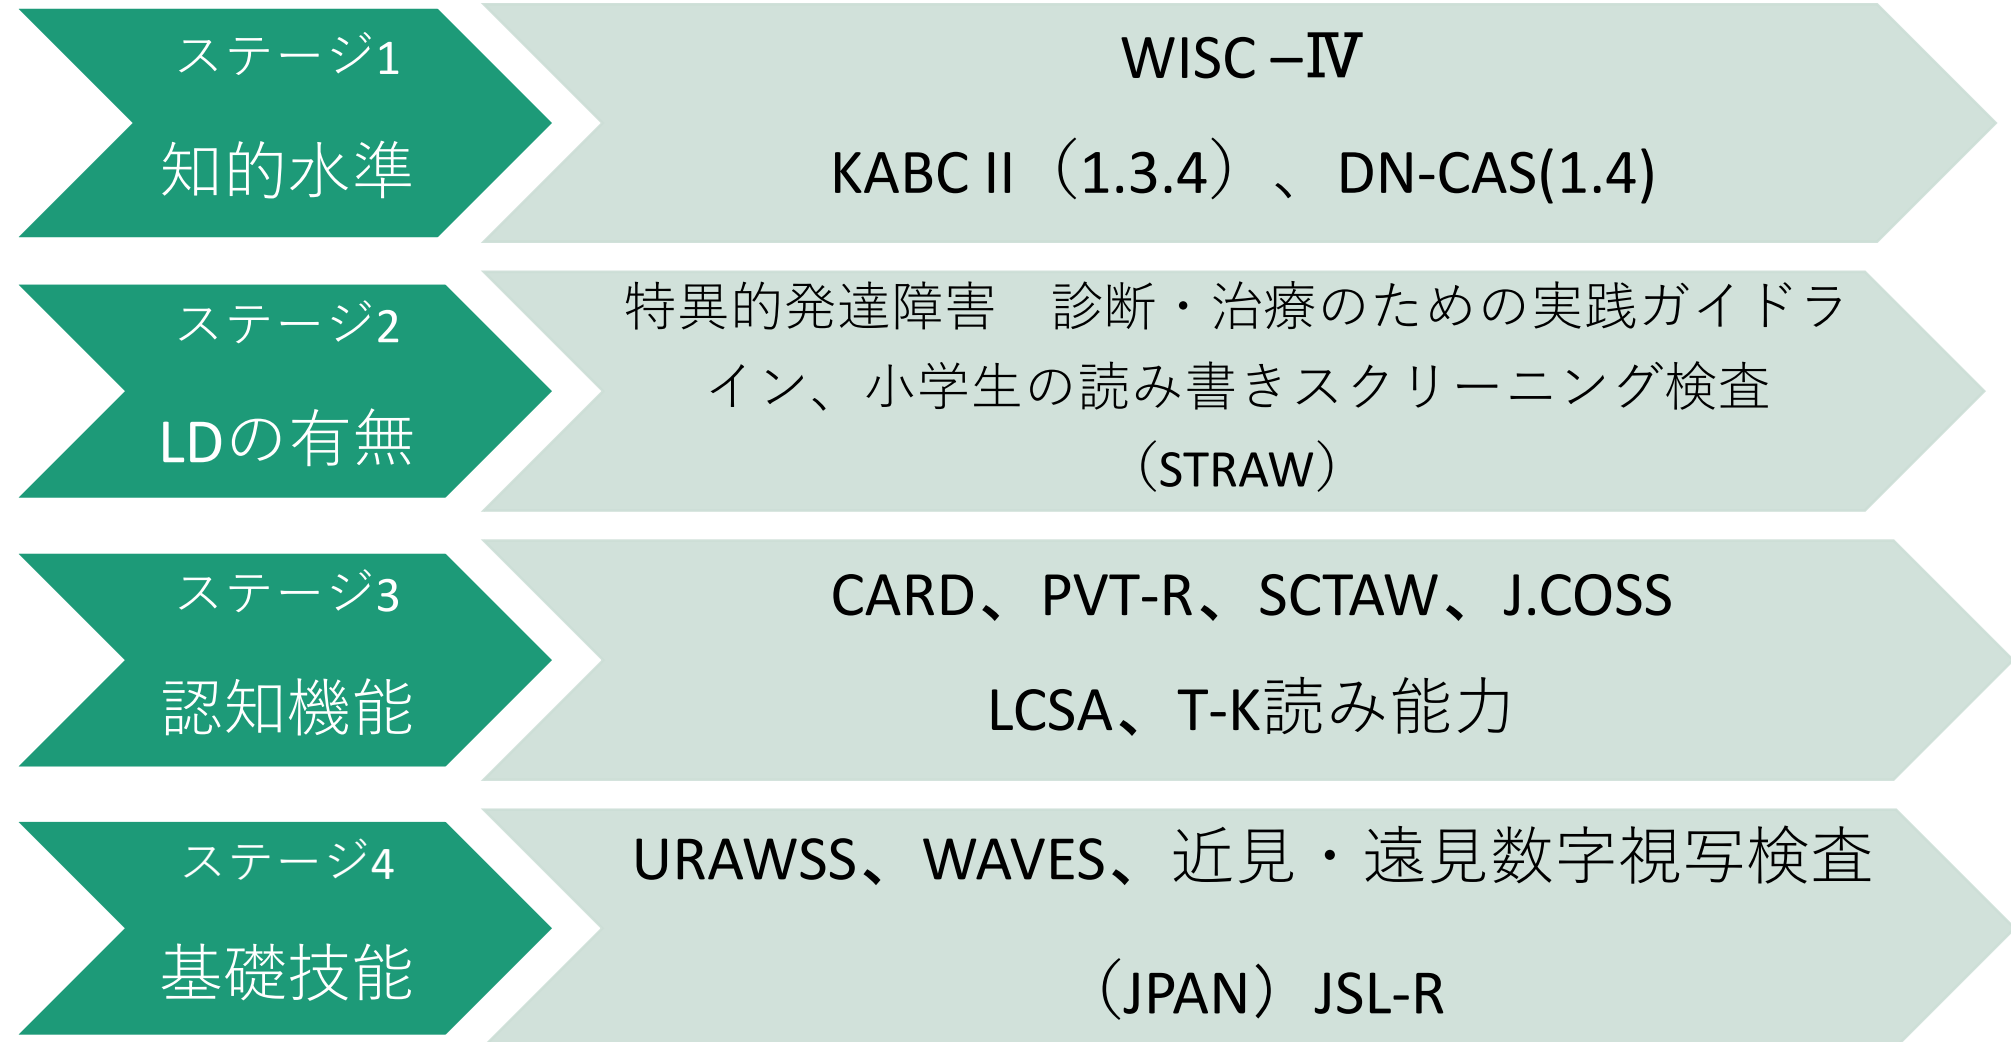 ステージ1
知的水準
WISC –Ⅳ
KABC II（1.3.4）、DN-CAS(1.4)
ステージ2
LDの有無
特異的発達障害　診断・治療のための実践ガイドラ
イン、小学生の読み書きスクリーニング検査
（STRAW）
ステージ3
認知機能
CARD、PVT-R、SCTAW、J.COSS
LCSA、T-K読み能力
ステージ4
基礎技能
URAWSS、WAVES、近見・遠見数字視写検査
（JPAN）JSL-R